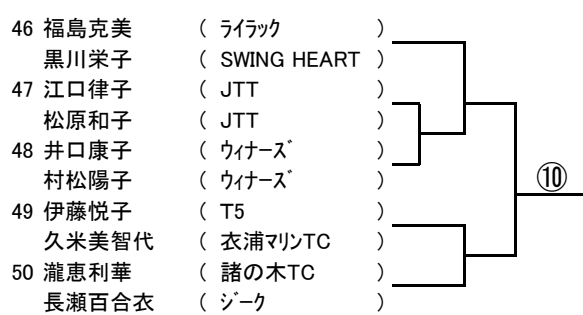 46 福島克美 ( ﾗｲﾗｯｸ )
黒川栄子 ( SWING HEART )
47 江口律子 ( JTT )
松原和子 ( JTT )
48 井口康子 ( ｳｨﾅｰｽﾞ )
村松陽子 ( ｳｨﾅｰｽﾞ )
⑩
49 伊藤悦子 ( T5 )
久米美智代 ( 衣浦ﾏﾘﾝTC )
50 瀧恵利華 ( 諸の木TC )
長瀬百合衣 ( ｼﾞｰｸ )